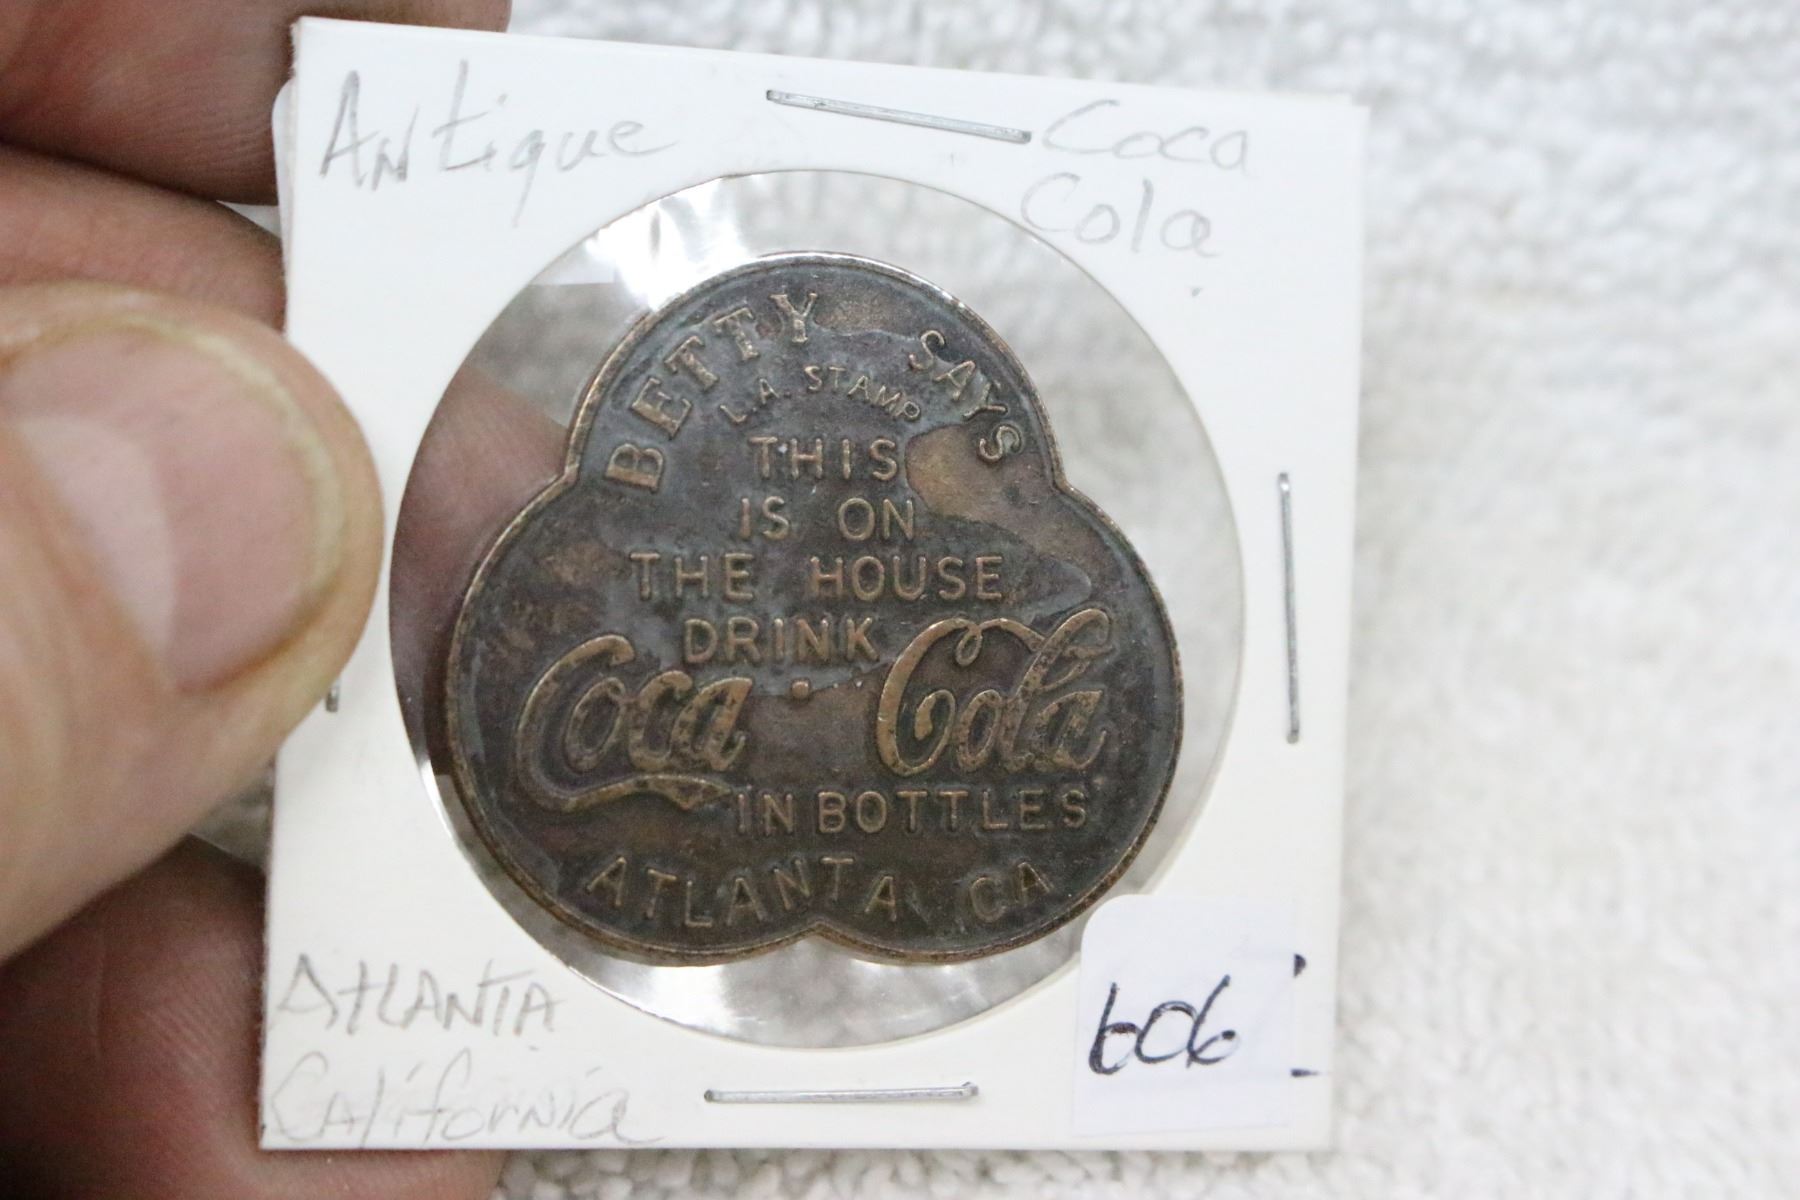 Antique
Coca
Cola
BETTY SAYS
L.A. STAMP
THIS
IS ON
THE HOUSE
DRINK
Coca·Cola
IN BOTTLES
ATLANTA CA
Atlanta
California
606